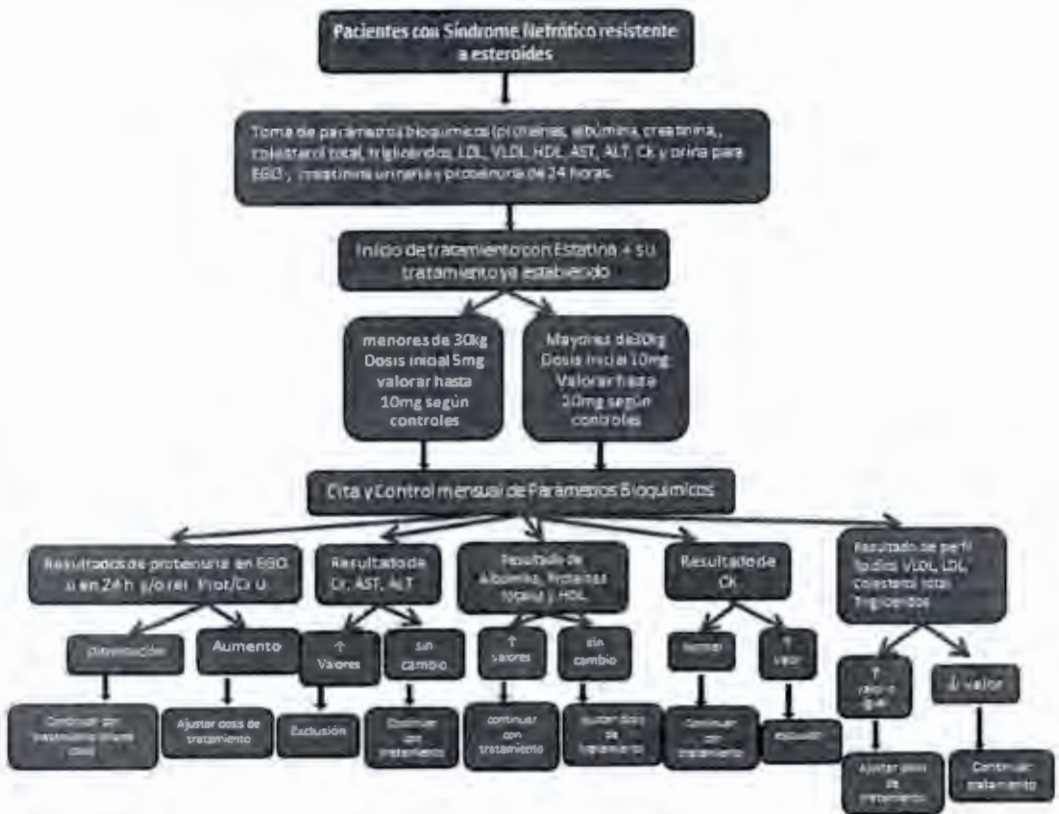 Pacientes con Síndrome Nefrótico resistente
a esteroides
Toma de parámetros bioquímicos (proteínas, albúmina, creatinina,
colesterol total, triglicéridos, LDL, VLDL, HDL, AST, ALT, CK y orina para
EGO, creatinina urinaria y proteinuria de 24 horas.
Inicio de tratamiento con Estatina + su
tratamiento ya
menores de 30kg
Dosis inicial 5mg
valorar hasta
10mg según
controles
Mayores de 30kg
Dosis inicial 10mg
Valorar hasta
20mg según
controles
Cita y Control mensual de Parámetros Bioquímicos
Resultados de proteinuria en EGO
u en 24 h y/o rel Prot/Cr U
Resultado de
Cr, AST, ALT
Resultado de
Albúmina, Proteínas
totales y HDL
Resultado de
CK
Resultado de perfil
lipídico VLDL, LDL,
Colesterol total
Triglicéridos
Disminución
Aumento
↑
Valores
sin
cambio
↑
valores
sin
cambio
Normal
↑
valor
↑
valor o
igual
↓ valor
Continuar con
tratamiento
Ajustar dosis de
tratamiento
Exclusión
Continuar
con
tratamiento
continuar
con
tratamiento
Ajustar dosis
de
tratamiento
Continuar
con
tratamiento
exclusión
Ajustar dosis
de
tratamiento
Continuar
tratamiento